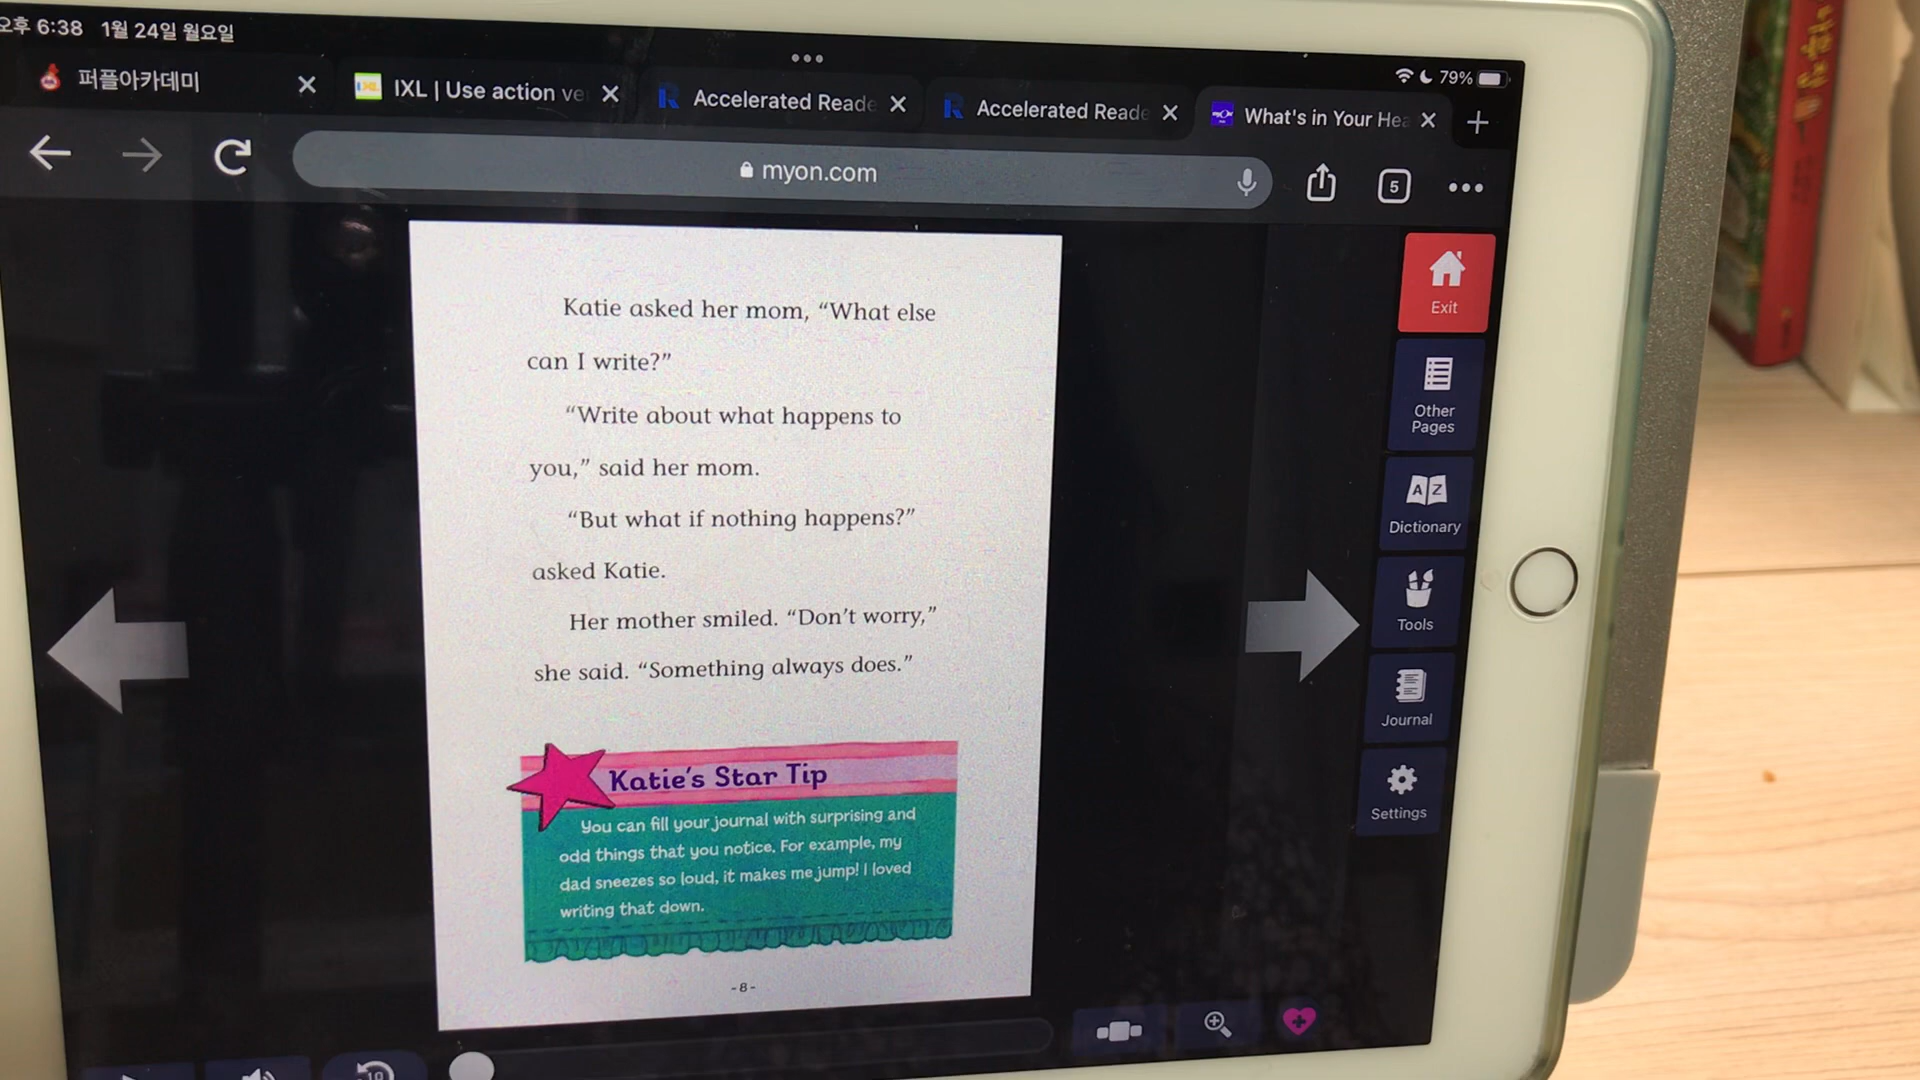 오후 6:38 1월 24일 월요일
79%
퍼플아카데미
IXL | Use action ve
Accelerated Reade
Accelerated Reade
What's in Your Hea
myon.com
5
Katie asked her mom, “What else
can I write?”
“Write about what happens to
you,” said her mom.
“But what if nothing happens?”
asked Katie.
Her mother smiled. “Don’t worry,”
she said. “Something always does.”
Katie’s Star Tip
You can fill your journal with surprising and
odd things that you notice. For example, my
dad sneezes so loud, it makes me jump! I loved
writing that down.
-8-
Exit
Other
Pages
A Z
Dictionary
Tools
Journal
Settings
10